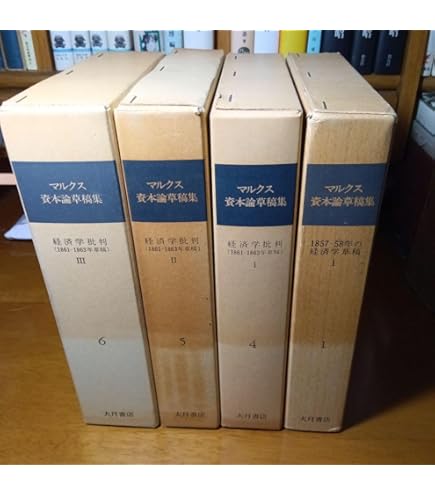 マルクス
資本論草稿集
経済学批判
(1861-1863年草稿)
III
6
大月書店
マルクス
資本論草稿集
経済学批判
(1861-1863年草稿)
II
5
大月書店
マルクス
資本論草稿集
経済学批判
(1861-1863年草稿)
I
4
大月書店
マルクス
資本論草稿集
1857-58年の
経済学草稿
I
1
大月書店